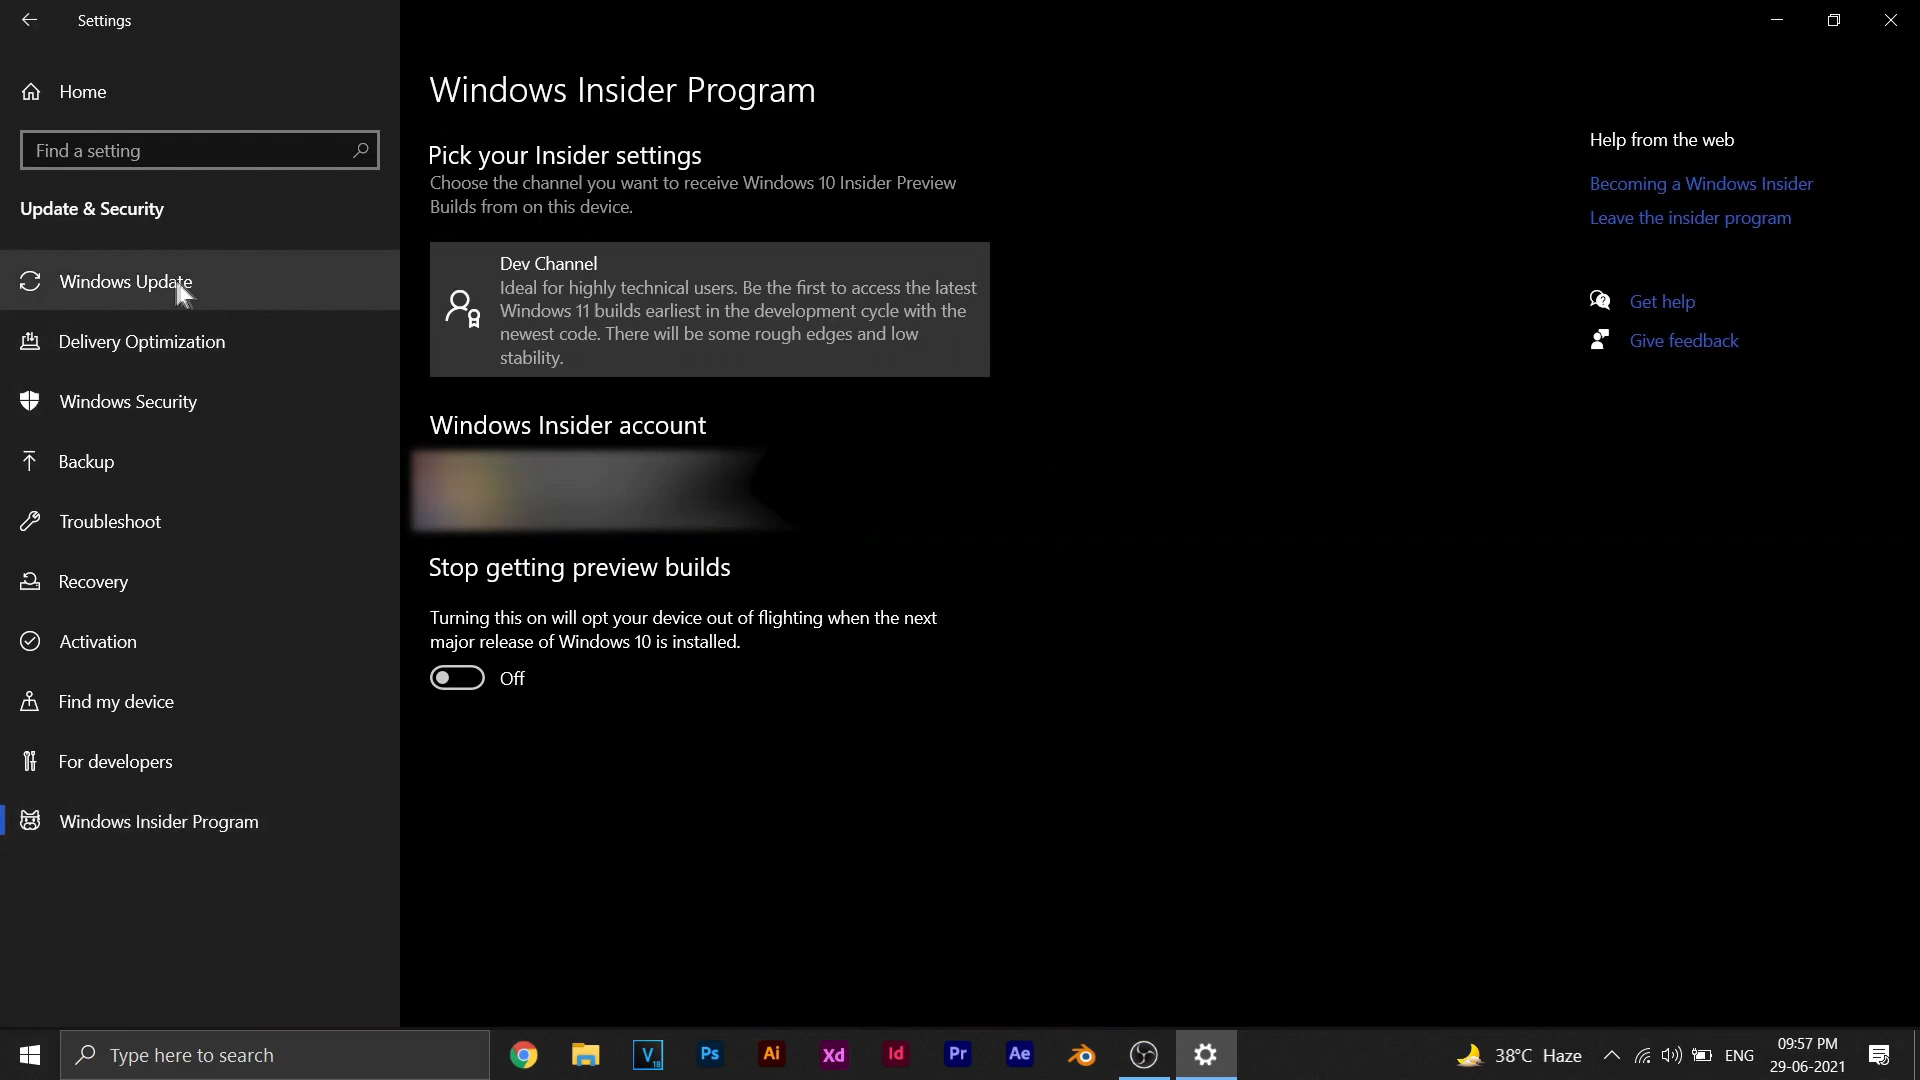 Settings
Home
Find a setting
Update & Security
Windows Update
Delivery Optimization
Windows Security
Backup
Troubleshoot
Recovery
Activation
Find my device
For developers
Windows Insider Program
Windows Insider Program
Pick your Insider settings
Choose the channel you want to receive Windows 10 Insider Preview
Builds from on this device.
Dev Channel
Ideal for highly technical users. Be the first to access the latest
Windows 11 builds earliest in the development cycle with the
newest code. There will be some rough edges and low
stability.
Windows Insider account
Stop getting preview builds
Turning this on will opt your device out of flighting when the next
major release of Windows 10 is installed.
Off
Help from the web
Becoming a Windows Insider
Leave the insider program
Get help
Give feedback
Type here to search
V 18
Ps
Ai
Xd
Id
Pr
Ae
38°C Haze
ENG
09:57 PM
29-06-2021